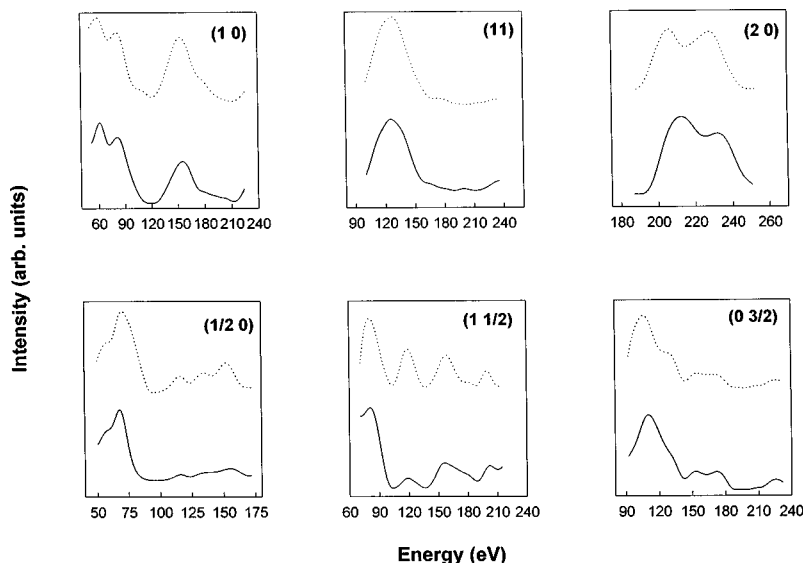 (1 0)
(11)
(2 0)
60 90 120 150 180 210 240
90 120 150 180 210 240
180 200 220 240 260
(1/2 0)
(1 1/2)
(0 3/2)
50 75 100 125 150 175
60 90 120 150 180 210 240
90 120 150 180 210 240
Intensity (arb. units)
Energy (eV)